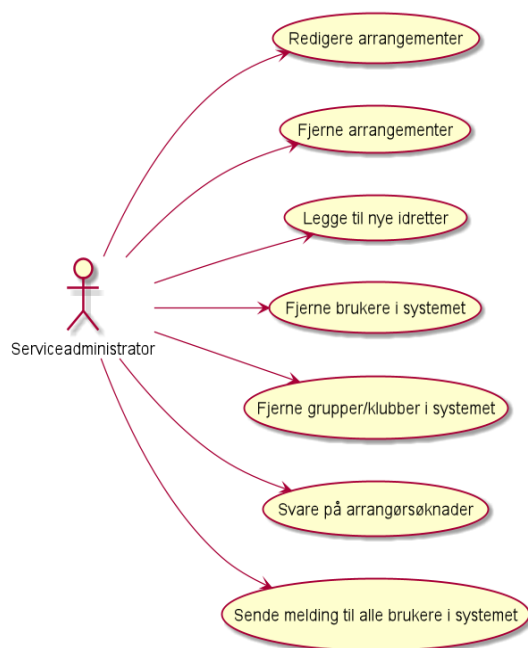 Redigere arrangementer
Fjerne arrangementer
Legge til nye idretter
Fjerne brukere i systemet
Serviceadministrator
Fjerne grupper/klubber i systemet
Svare på arrangørsøknader
Sende melding til alle brukere i systemet